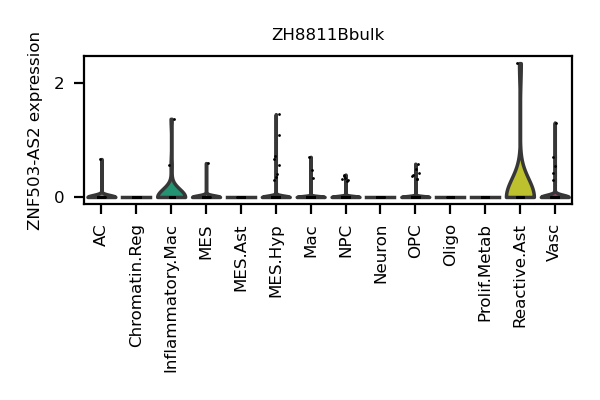 ZH8811Bbulk
ZNF503-AS2 expression
2
0
AC
Chromatin.Reg
Inflammatory.Mac
MES
MES.Ast
MES.Hyp
Mac
NPC
Neuron
OPC
Oligo
Prolif.Metab
Reactive.Ast
Vasc